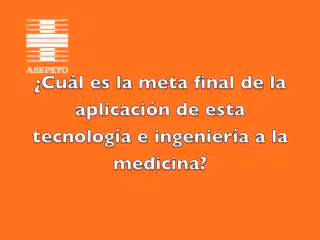 ASEPEYO
¿Cuál es la meta final de la
aplicación de esta
tecnología e ingeniería a la
medicina?